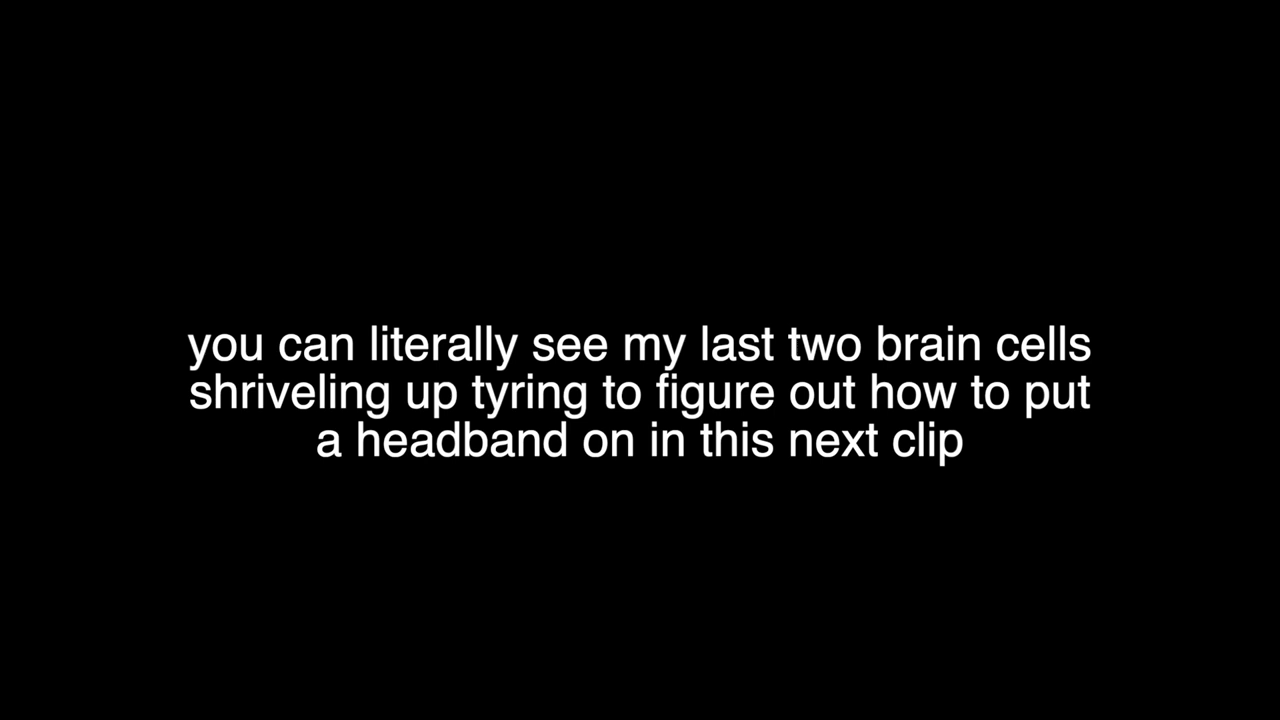 you can literally see my last two brain cells
shriveling up tyring to figure out how to put
a headband on in this next clip